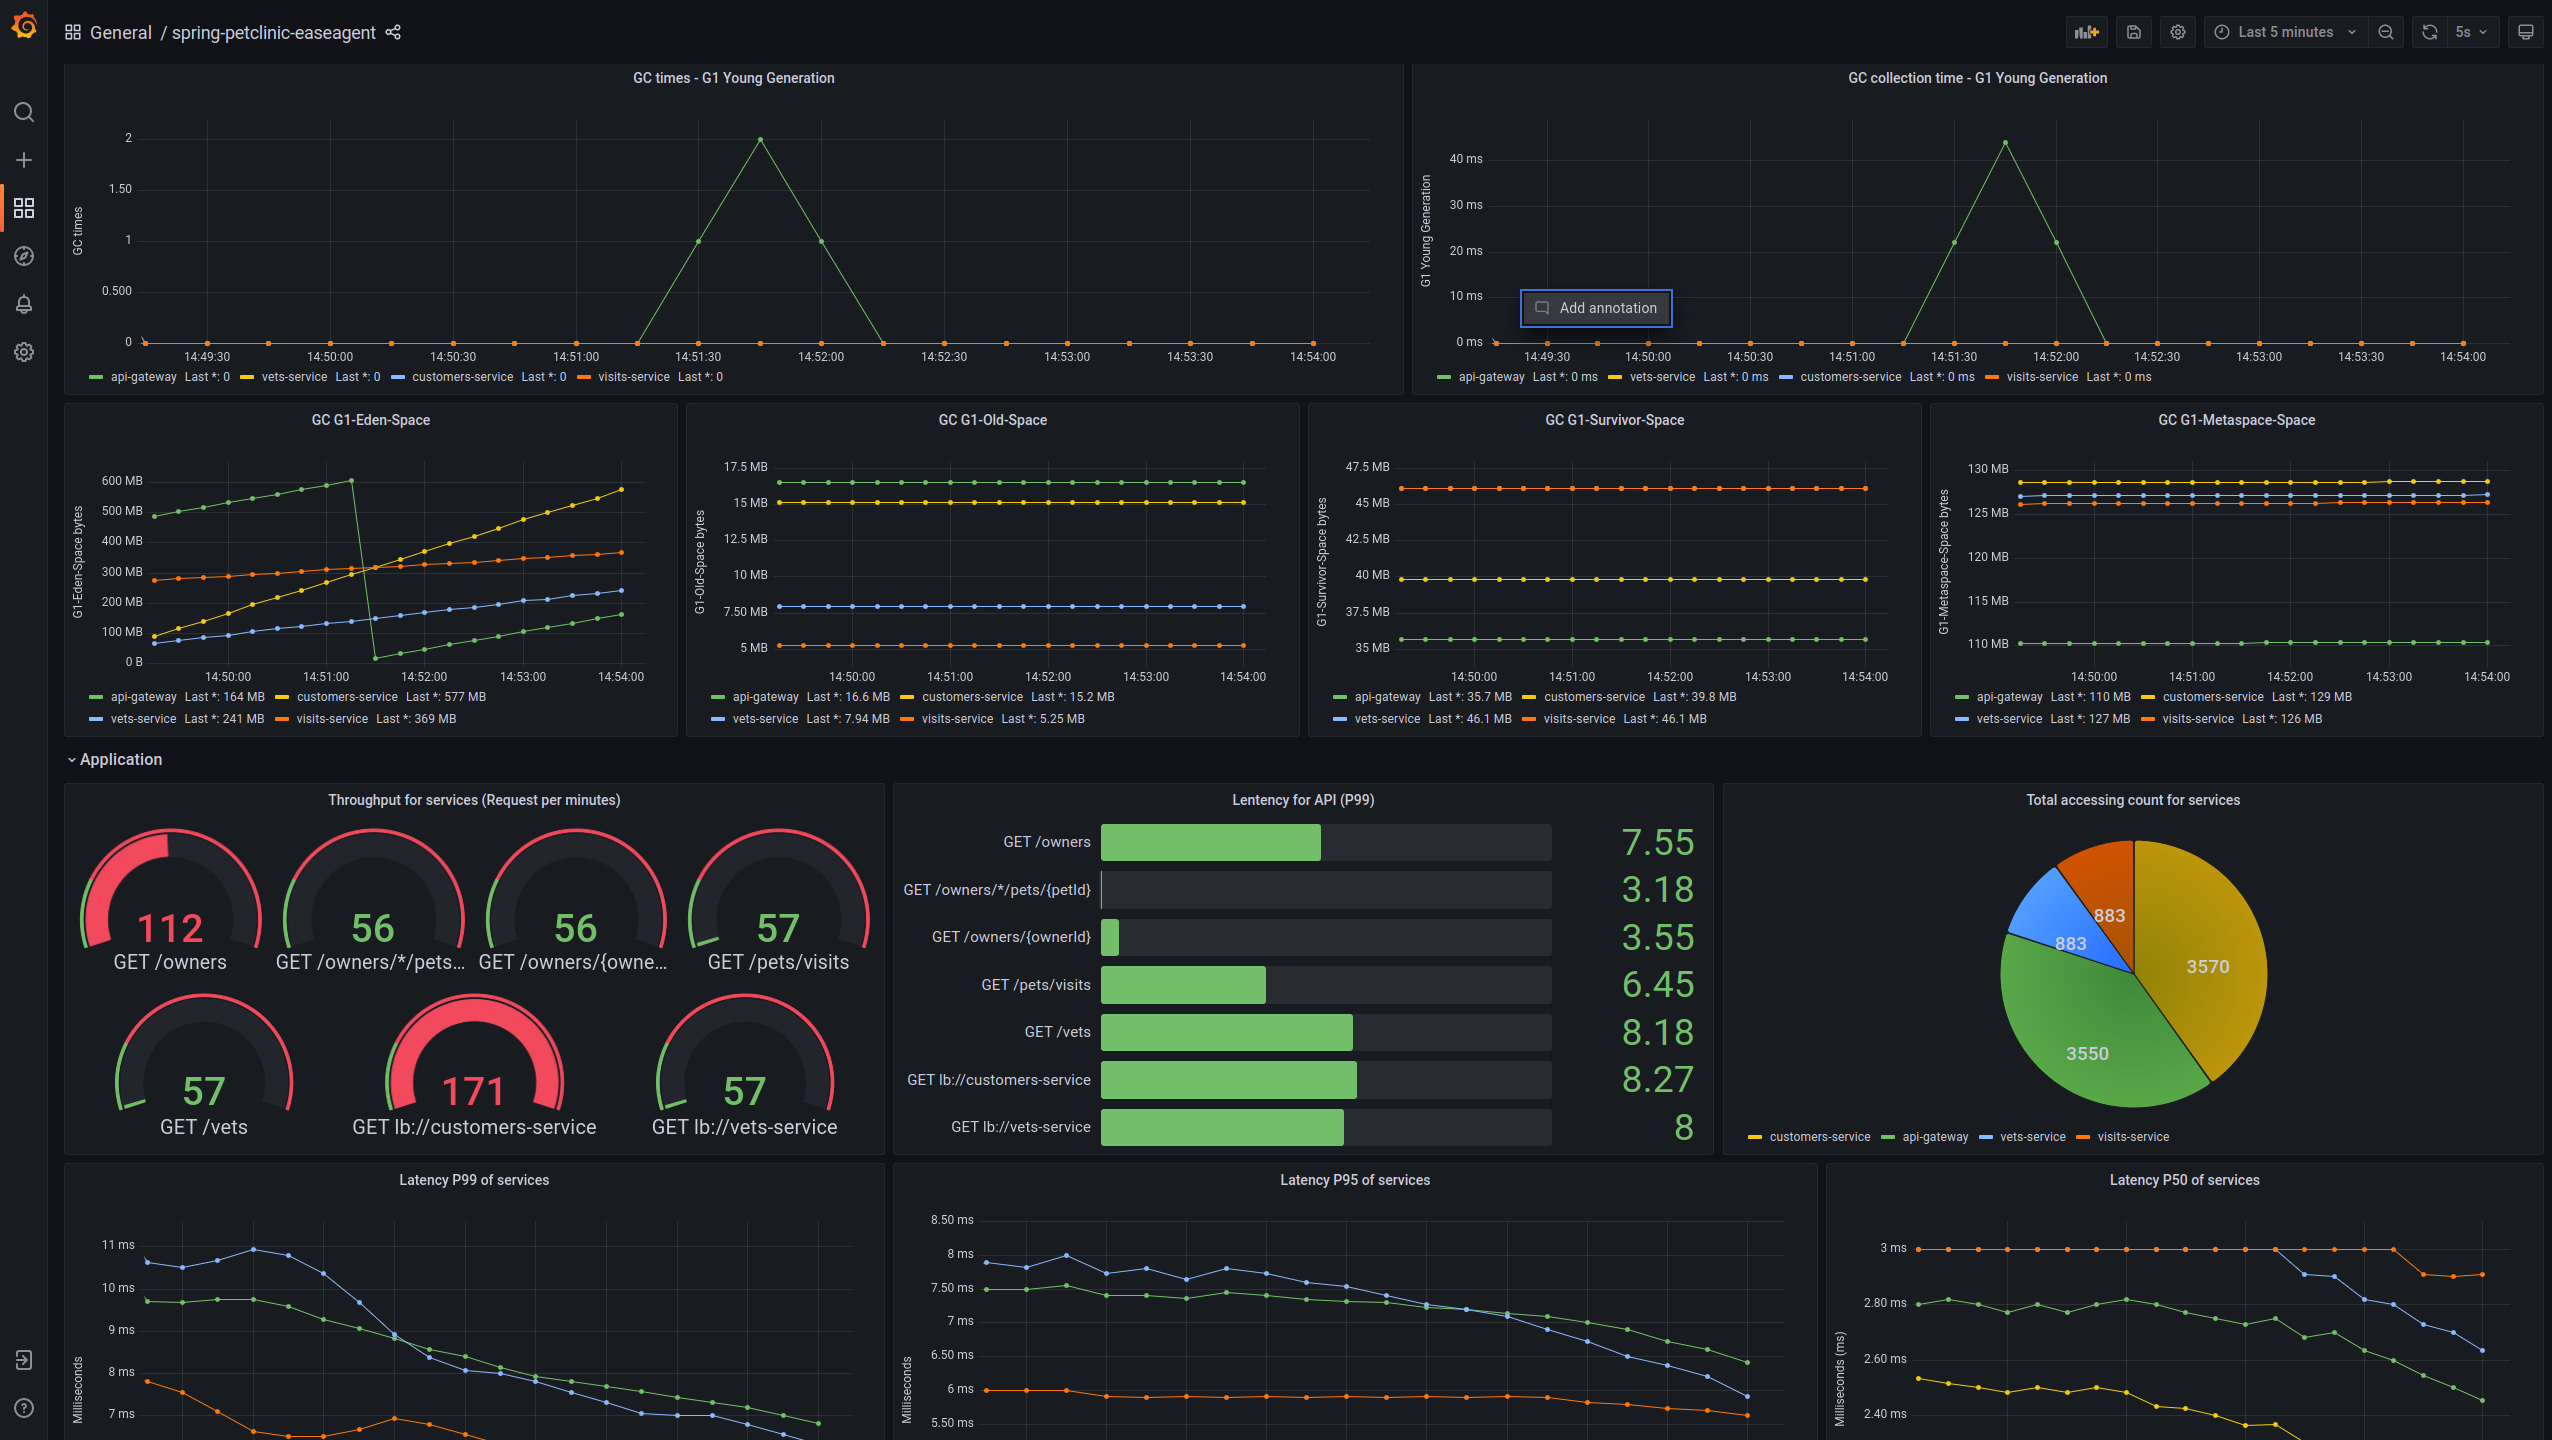 General / spring-petclinic-easeagent
Last 5 minutes
5s
GC times - G1 Young Generation
GC times
2
1.50
1
0.500
0
14:49:30 14:50:00 14:50:30 14:51:00 14:51:30 14:52:00 14:52:30 14:53:00 14:53:30 14:54:00
api-gateway Last *: 0 vets-service Last *: 0 customers-service Last *: 0 visits-service Last *: 0
GC collection time - G1 Young Generation
G1 Young Generation
40 ms
30 ms
20 ms
10 ms
0 ms
Add annotation
14:49:30 14:50:00 14:50:30 14:51:00 14:51:30 14:52:00 14:52:30 14:53:00 14:53:30 14:54:00
api-gateway Last *: 0 ms vets-service Last *: 0 ms customers-service Last *: 0 ms visits-service Last *: 0 ms
GC G1-Eden-Space
G1-Eden-Space bytes
600 MB
500 MB
400 MB
300 MB
200 MB
100 MB
0 B
14:50:00 14:51:00 14:52:00 14:53:00 14:54:00
api-gateway Last *: 164 MB customers-service Last *: 577 MB
vets-service Last *: 241 MB visits-service Last *: 369 MB
GC G1-Old-Space
G1-Old-Space bytes
17.5 MB
15 MB
12.5 MB
10 MB
7.50 MB
5 MB
14:50:00 14:51:00 14:52:00 14:53:00 14:54:00
api-gateway Last *: 16.6 MB customers-service Last *: 15.2 MB
vets-service Last *: 7.94 MB visits-service Last *: 5.25 MB
GC G1-Survivor-Space
G1-Survivor-Space bytes
47.5 MB
45 MB
42.5 MB
40 MB
37.5 MB
35 MB
14:50:00 14:51:00 14:52:00 14:53:00 14:54:00
api-gateway Last *: 35.7 MB customers-service Last *: 39.8 MB
vets-service Last *: 46.1 MB visits-service Last *: 46.1 MB
GC G1-Metaspace-Space
G1-Metaspace-Space bytes
130 MB
125 MB
120 MB
115 MB
110 MB
14:50:00 14:51:00 14:52:00 14:53:00 14:54:00
api-gateway Last *: 110 MB customers-service Last *: 129 MB
vets-service Last *: 127 MB visits-service Last *: 126 MB
Application
Throughput for services (Request per minutes)
112 56 56 57
GET /owners GET /owners/*/pets... GET /owners/{owne... GET /pets/visits
57 171 57
GET /vets GET lb://customers-service GET lb://vets-service
Lentency for API (P99)
GET /owners 7.55
GET /owners/*/pets/{petId} 3.18
GET /owners/{ownerId} 3.55
GET /pets/visits 6.45
GET /vets 8.18
GET lb://customers-service 8.27
GET lb://vets-service 8
Total accessing count for services
883
883
3570
3550
customers-service api-gateway vets-service visits-service
Latency P99 of services
Milliseconds
11 ms
10 ms
9 ms
8 ms
7 ms
Latency P95 of services
Milliseconds
8.50 ms
8 ms
7.50 ms
7 ms
6.50 ms
6 ms
5.50 ms
Latency P50 of services
Milliseconds (ms)
3 ms
2.80 ms
2.60 ms
2.40 ms